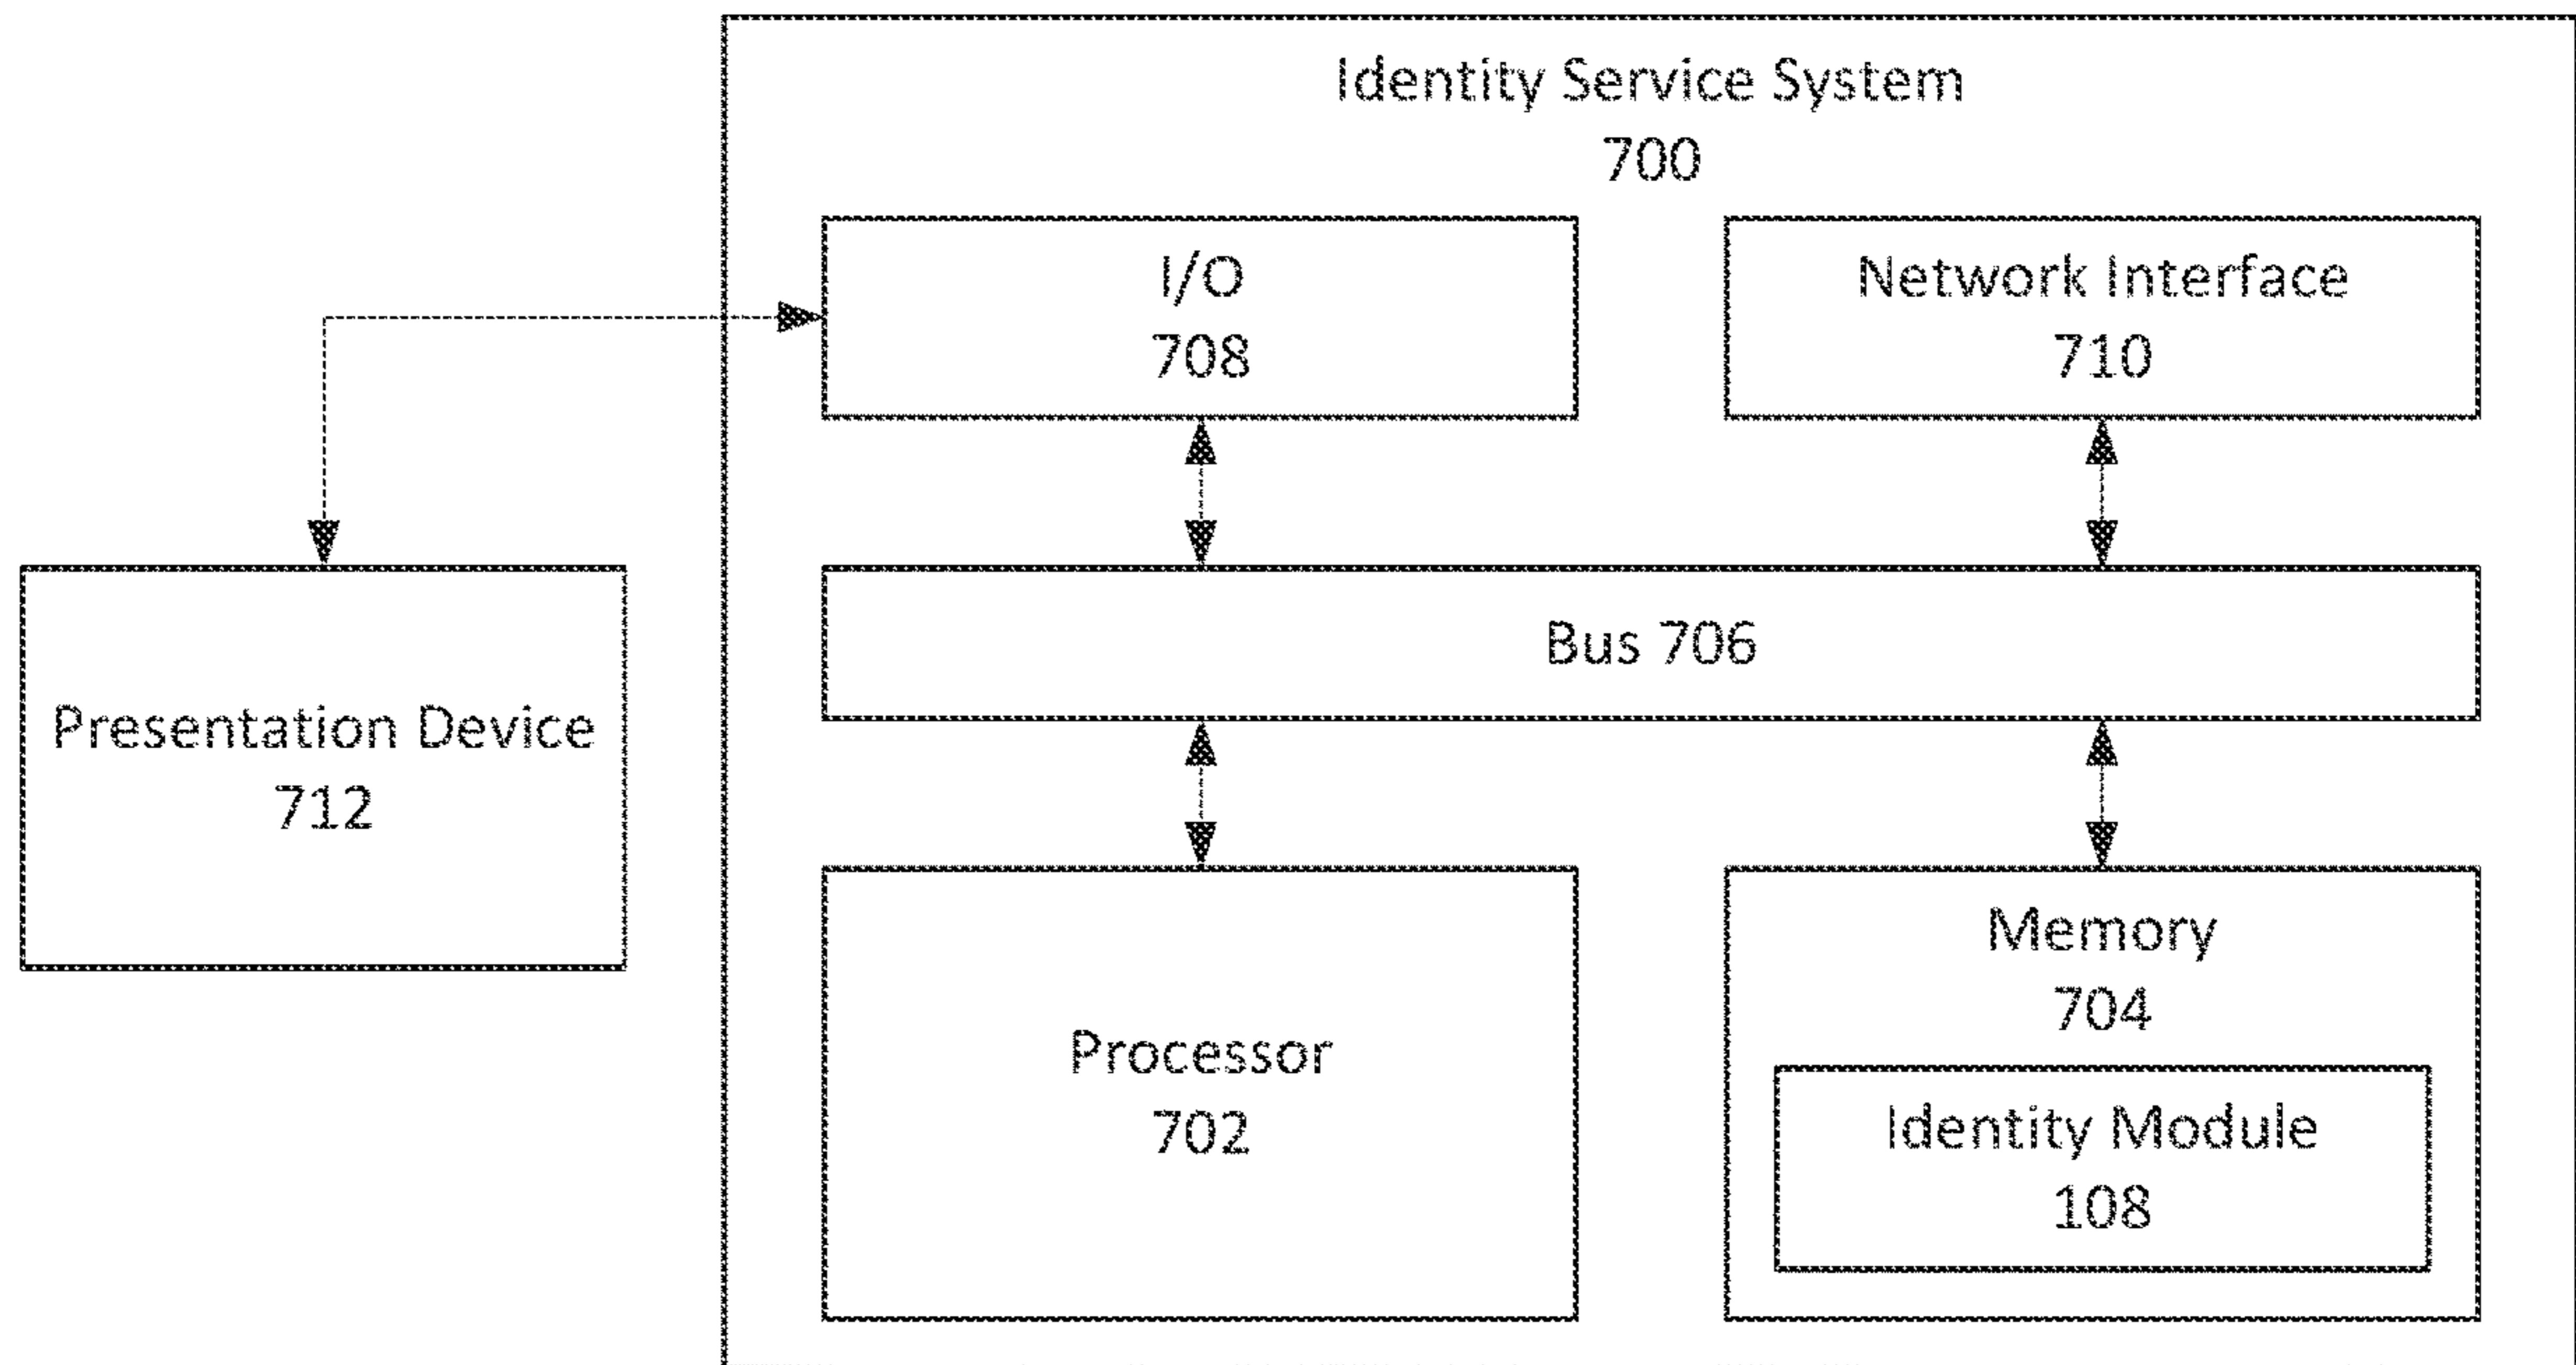 Identity Service System
700
I/O
708
Network Interface
710
Bus 706
Presentation Device
712
Processor
702
Memory
704
Identity Module
108